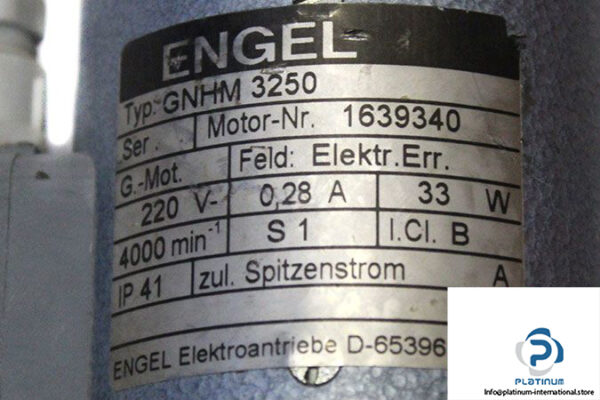 ENGEL
Typ: GNHM 3250
Ser. Motor-Nr. 1639340
G.-Mot. Feld: Elektr.Err.
220 V- 0,28 A 33 W
4000 min⁻¹ S 1 I.Cl. B
IP 41 zul. Spitzenstrom A
ENGEL Elektroantriebe D-65396
PLATINUM
info@platinum-international.store